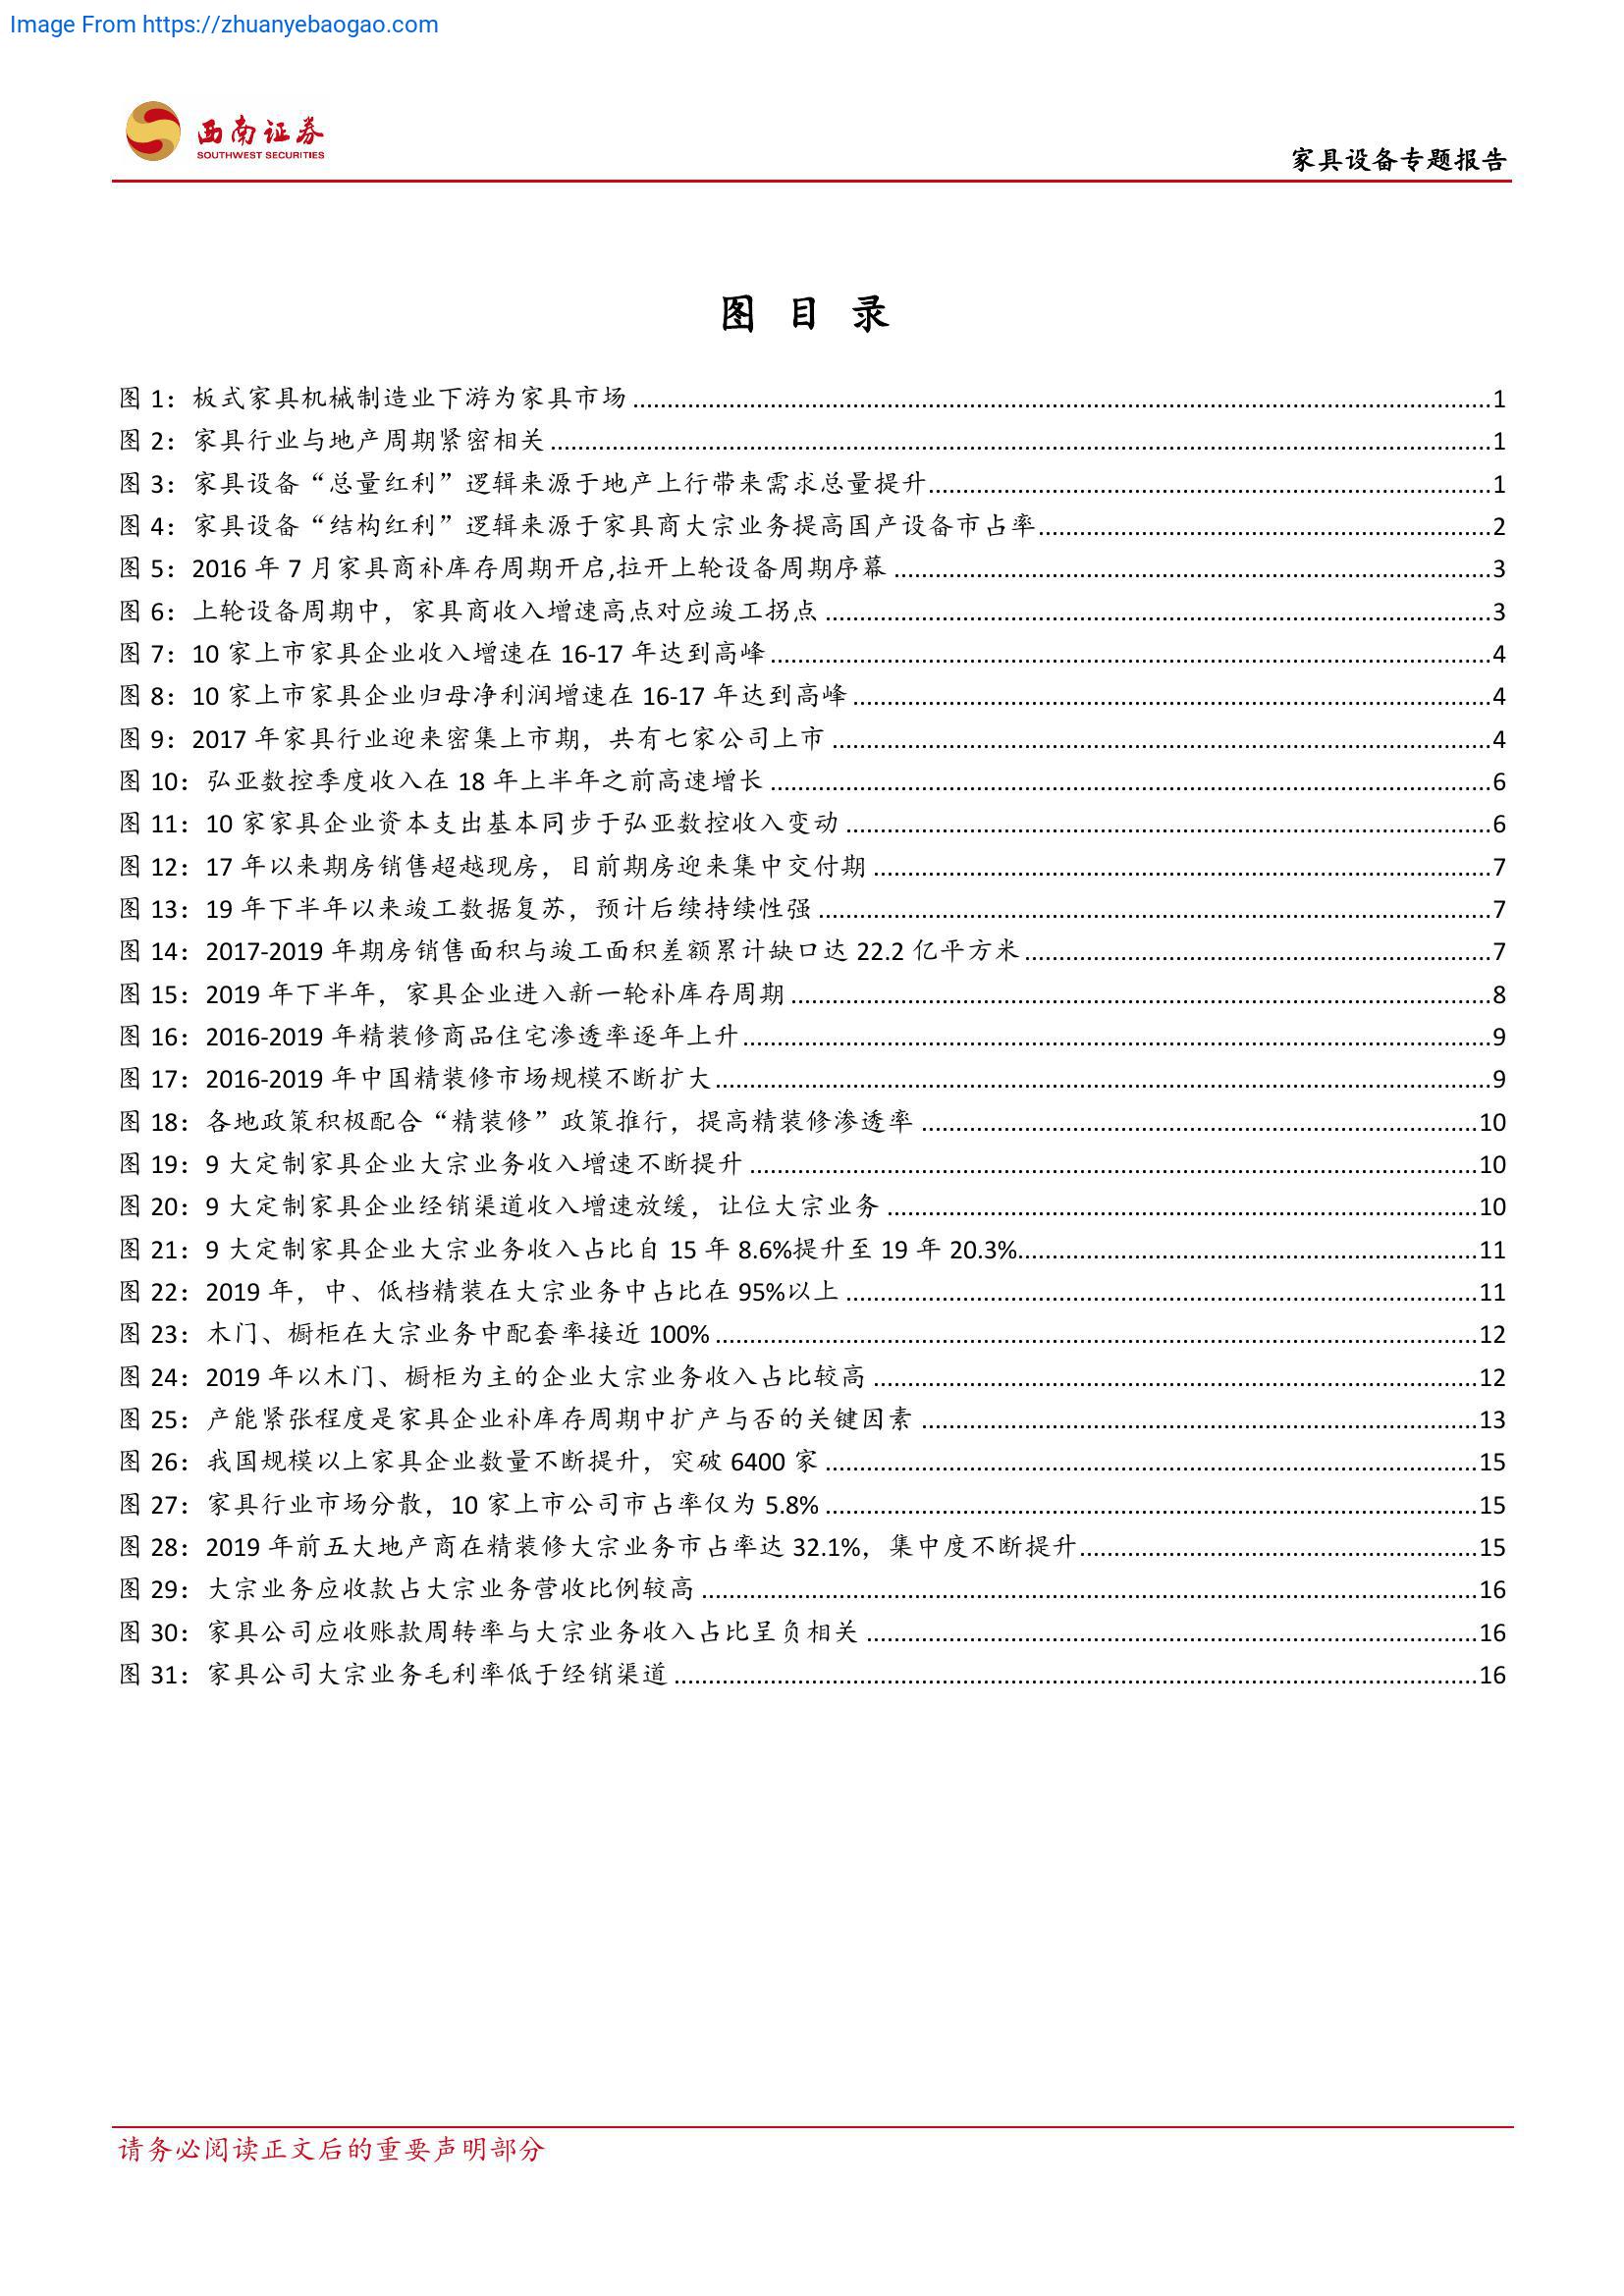 Image From https://zhuanyebaogao.com
西南证券
SOUTHWEST SECURITIES
家具设备专题报告
图 目 录
图 1：板式家具机械制造业下游为家具市场 1
图 2：家具行业与地产周期紧密相关 1
图 3：家具设备“总量红利”逻辑来源于地产上行带来需求总量提升 1
图 4：家具设备“结构红利”逻辑来源于家具商大宗业务提高国产设备市占率 2
图 5：2016 年 7 月家具商补库存周期开启,拉开上轮设备周期序幕 3
图 6：上轮设备周期中，家具商收入增速高点对应竣工拐点 3
图 7：10 家上市家具企业收入增速在 16-17 年达到高峰 4
图 8：10 家上市家具企业归母净利润增速在 16-17 年达到高峰 4
图 9：2017 年家具行业迎来密集上市期，共有七家公司上市 4
图 10：弘亚数控季度收入在 18 年上半年之前高速增长 6
图 11：10 家家具企业资本支出基本同步于弘亚数控收入变动 6
图 12：17 年以来期房销售超越现房，目前期房迎来集中交付期 7
图 13：19 年下半年以来竣工数据复苏，预计后续持续性强 7
图 14：2017-2019 年期房销售面积与竣工面积差额累计缺口达 22.2 亿平方米 7
图 15：2019 年下半年，家具企业进入新一轮补库存周期 8
图 16：2016-2019 年精装修商品住宅渗透率逐年上升 9
图 17：2016-2019 年中国精装修市场规模不断扩大 9
图 18：各地政策积极配合“精装修”政策推行，提高精装修渗透率 10
图 19：9 大定制家具企业大宗业务收入增速不断提升 10
图 20：9 大定制家具企业经销渠道收入增速放缓，让位大宗业务 10
图 21：9 大定制家具企业大宗业务收入占比自 15 年 8.6%提升至 19 年 20.3% 11
图 22：2019 年，中、低档精装在大宗业务中占比在 95%以上 11
图 23：木门、橱柜在大宗业务中配套率接近 100% 12
图 24：2019 年以木门、橱柜为主的企业大宗业务收入占比较高 12
图 25：产能紧张程度是家具企业补库存周期中扩产与否的关键因素 13
图 26：我国规模以上家具企业数量不断提升，突破 6400 家 15
图 27：家具行业市场分散，10 家上市公司市占率仅为 5.8% 15
图 28：2019 年前五大地产商在精装修大宗业务市占率达 32.1%，集中度不断提升 15
图 29：大宗业务应收款占大宗业务营收比例较高 16
图 30：家具公司应收账款周转率与大宗业务收入占比呈负相关 16
图 31：家具公司大宗业务毛利率低于经销渠道 16
请务必阅读正文后的重要声明部分